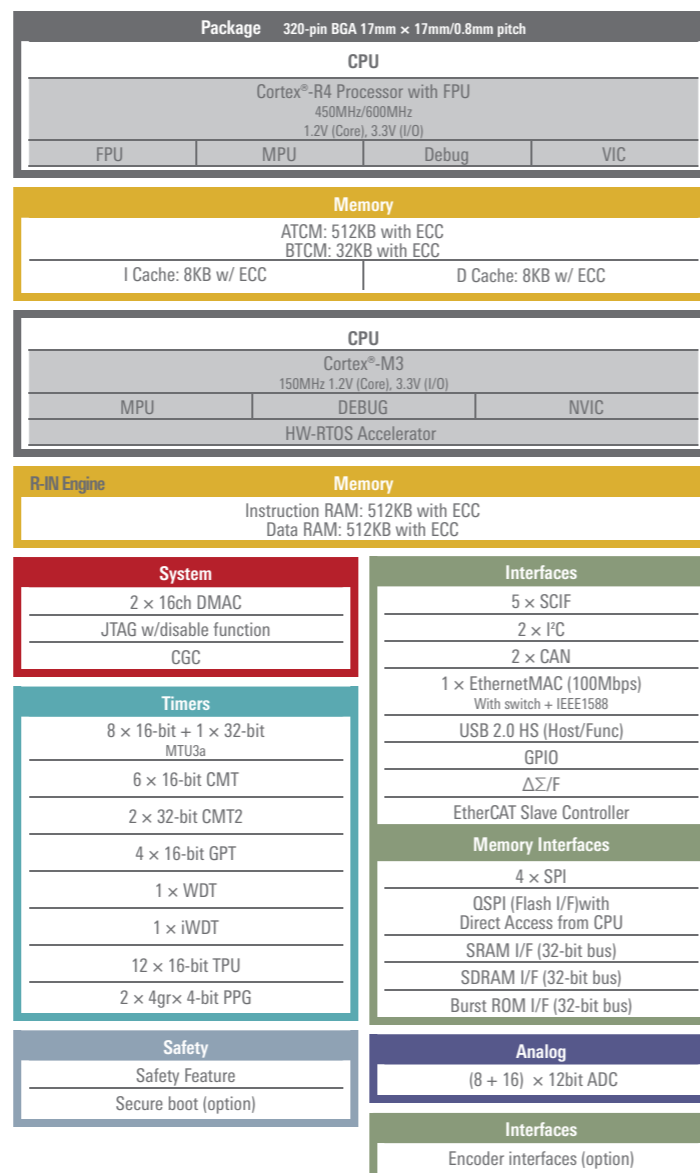 Package 320-pin BGA 17mm × 17mm/0.8mm pitch
CPU
Cortex®-R4 Processor with FPU
450MHz/600MHz
1.2V (Core), 3.3V (I/O)
FPU MPU Debug VIC
Memory
ATCM: 512KB with ECC
BTCM: 32KB with ECC
I Cache: 8KB w/ ECC D Cache: 8KB w/ ECC
CPU
Cortex®-M3
150MHz 1.2V (Core), 3.3V (I/O)
MPU DEBUG NVIC
HW-RTOS Accelerator
R-IN Engine Memory
Instruction RAM: 512KB with ECC
Data RAM: 512KB with ECC
System
2 × 16ch DMAC
JTAG w/disable function
CGC
Timers
8 × 16-bit + 1 × 32-bit
MTU3a
6 × 16-bit CMT
2 × 32-bit CMT2
4 × 16-bit GPT
1 × WDT
1 × iWDT
12 × 16-bit TPU
2 × 4gr× 4-bit PPG
Safety
Safety Feature
Secure boot (option)
Interfaces
5 × SCIF
2 × I²C
2 × CAN
1 × EthernetMAC (100Mbps)
With switch + IEEE1588
USB 2.0 HS (Host/Func)
GPIO
ΔΣ/F
EtherCAT Slave Controller
Memory Interfaces
4 × SPI
QSPI (Flash I/F)with
Direct Access from CPU
SRAM I/F (32-bit bus)
SDRAM I/F (32-bit bus)
Burst ROM I/F (32-bit bus)
Analog
(8 + 16) × 12bit ADC
Interfaces
Encoder interfaces (option)